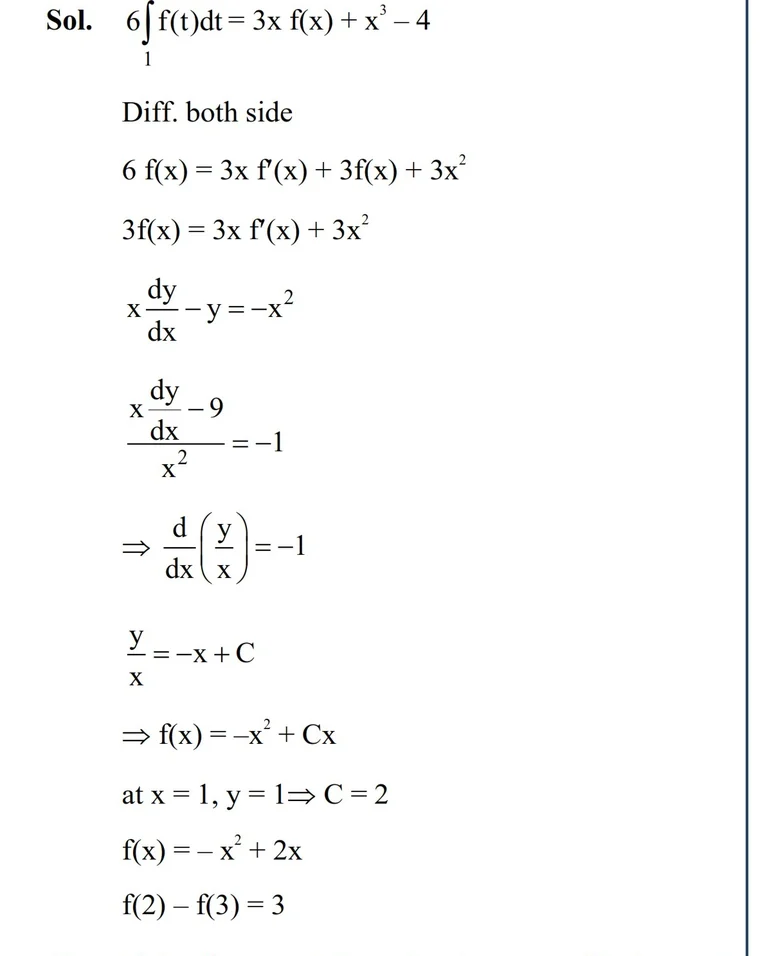 Sol. 6∫₁ f(t)dt = 3x f(x) + x³ – 4
Diff. both side
6 f(x) = 3x f'(x) + 3f(x) + 3x²
3f(x) = 3x f'(x) + 3x²
x dy/dx – y = –x²
(x dy/dx – 9)/x² = –1
⇒ d/dx (y/x) = –1
y/x = –x + C
⇒ f(x) = –x² + Cx
at x = 1, y = 1⇒ C = 2
f(x) = – x² + 2x
f(2) – f(3) = 3